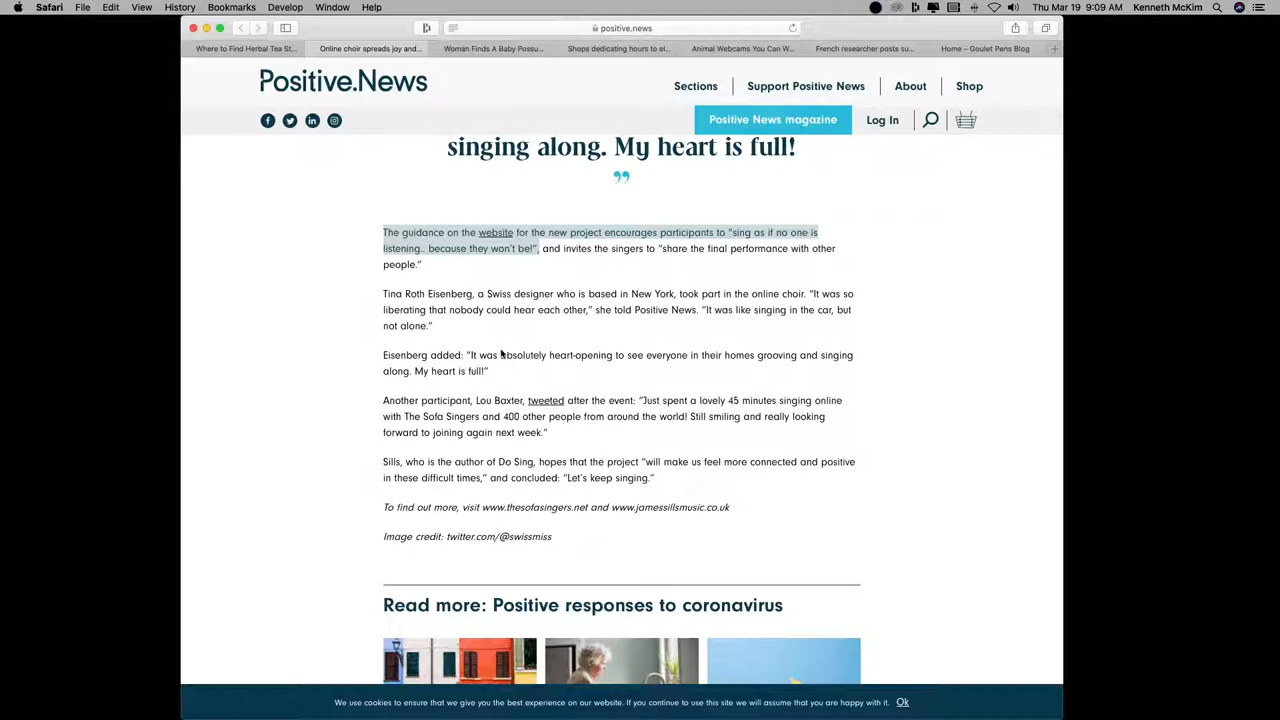 Safari File Edit View History Bookmarks Develop Window Help Thu Mar 19 9:09 AM Kenneth McKim
positive.news
Where to Find Herbal Tea St... Online choir spreads joy and... Woman Finds A Baby Possu... Shops dedicating hours to el... Animal Webcams You Can W... French researcher posts su... Home – Goulet Pens Blog
Positive.News
Sections Support Positive News About Shop
Positive News magazine Log In
singing along. My heart is full!
”
The guidance on the website for the new project encourages participants to “sing as if no one is
listening.. because they won’t be!”, and invites the singers to “share the final performance with other
people.”
Tina Roth Eisenberg, a Swiss designer who is based in New York, took part in the online choir. “It was so
liberating that nobody could hear each other,” she told Positive News. “It was like singing in the car, but
not alone.”
Eisenberg added: “It was absolutely heart-opening to see everyone in their homes grooving and singing
along. My heart is full!”
Another participant, Lou Baxter, tweeted after the event: “Just spent a lovely 45 minutes singing online
with The Sofa Singers and 400 other people from around the world! Still smiling and really looking
forward to joining again next week.”
Sills, who is the author of Do Sing, hopes that the project “will make us feel more connected and positive
in these difficult times,” and concluded: “Let’s keep singing.”
To find out more, visit www.thesofasingers.net and www.jamessillsmusic.co.uk
Image credit: twitter.com/@swissmiss
Read more: Positive responses to coronavirus
We use cookies to ensure that we give you the best experience on our website. If you continue to use this site we will assume that you are happy with it. Ok